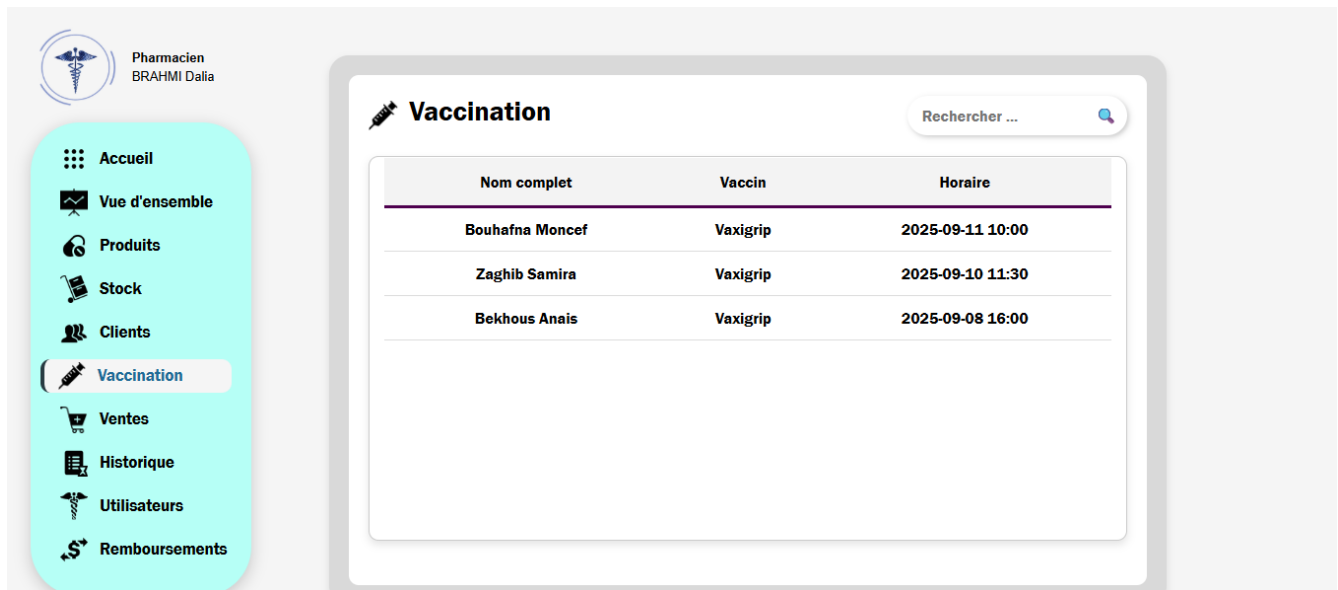 Pharmacien
BRAHMI Dalia
Accueil
Vue d'ensemble
Produits
Stock
Clients
Vaccination
Ventes
Historique
Utilisateurs
Remboursements
Vaccination
Rechercher ...
Nom complet Vaccin Horaire
Bouhafna Moncef Vaxigrip 2025-09-11 10:00
Zaghib Samira Vaxigrip 2025-09-10 11:30
Bekhous Anais Vaxigrip 2025-09-08 16:00